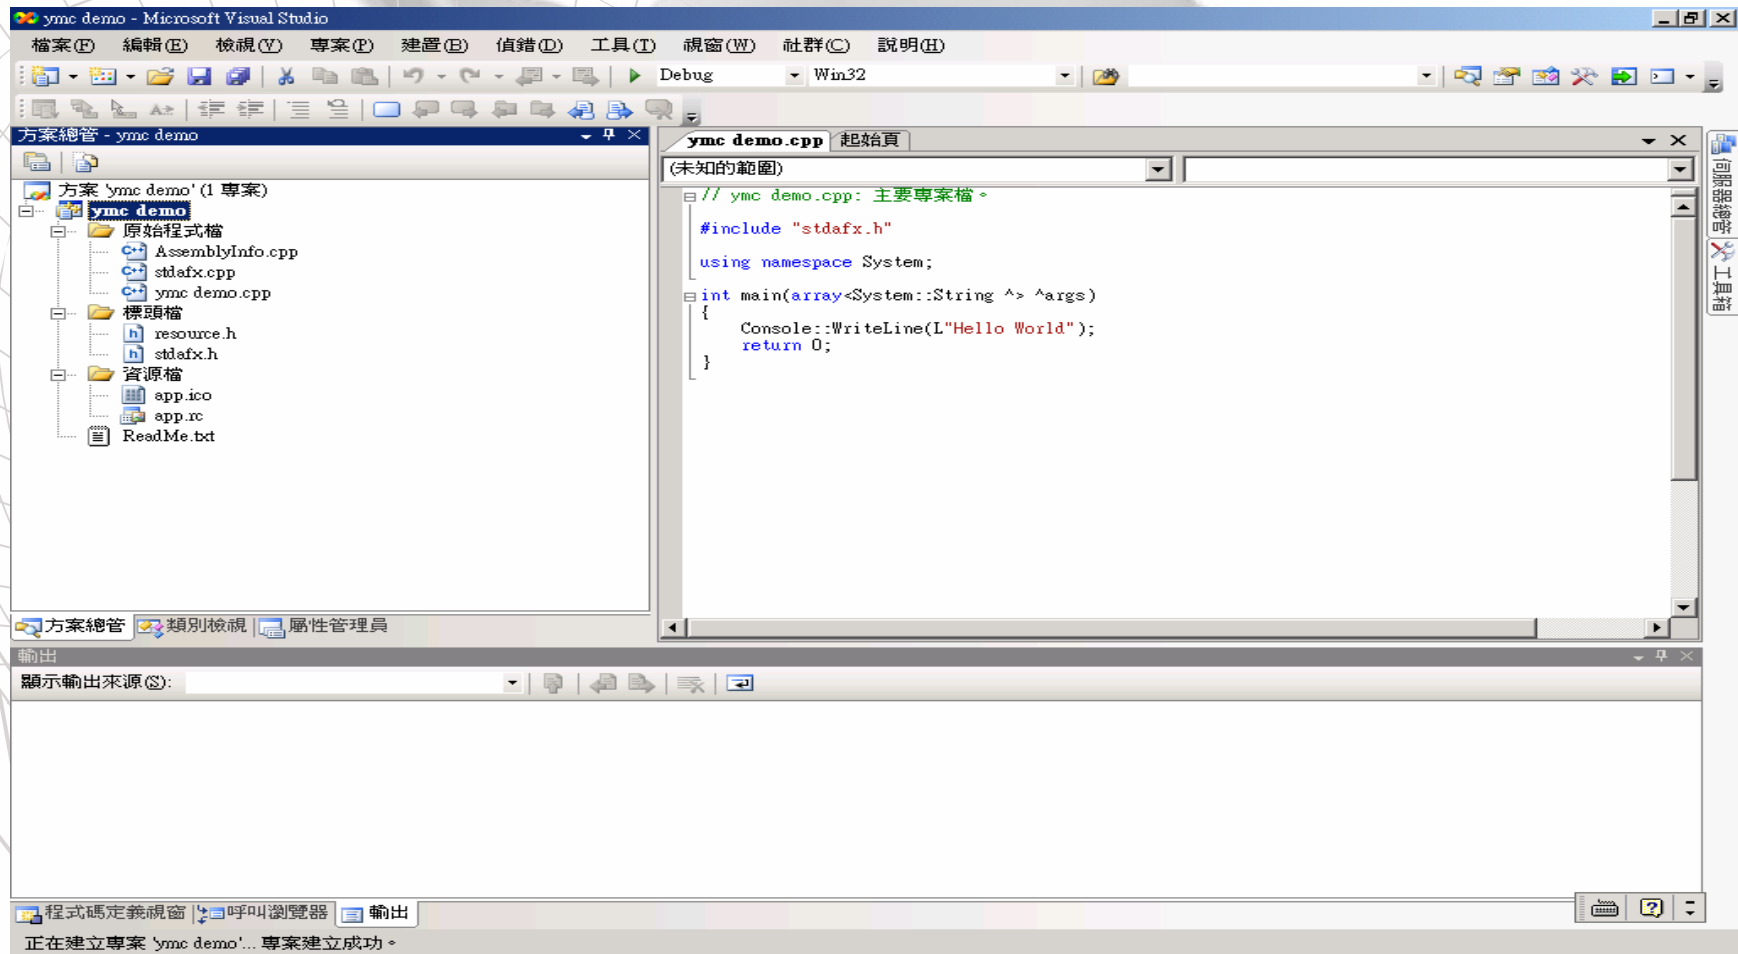 ymc demo - Microsoft Visual Studio
檔案(F) 編輯(E) 檢視(V) 專案(P) 建置(B) 偵錯(D) 工具(T) 視窗(W) 社群(C) 說明(H)
Debug Win32
方案總管 - ymc demo
方案 'ymc demo' (1 專案)
ymc demo
原始程式檔
AssemblyInfo.cpp
stdafx.cpp
ymc demo.cpp
標頭檔
resource.h
stdafx.h
資源檔
app.ico
app.rc
ReadMe.txt
方案總管 類別檢視 屬性管理員
ymc demo.cpp 起始頁
(未知的範圍)
// ymc demo.cpp: 主要專案檔。
#include "stdafx.h"
using namespace System;
int main(array<System::String ^> ^args)
{
Console::WriteLine(L"Hello World");
return 0;
}
伺服器總管
工具箱
輸出
顯示輸出來源(S):
程式碼定義視窗 呼叫瀏覽器 輸出
正在建立專案 'ymc demo'... 專案建立成功。